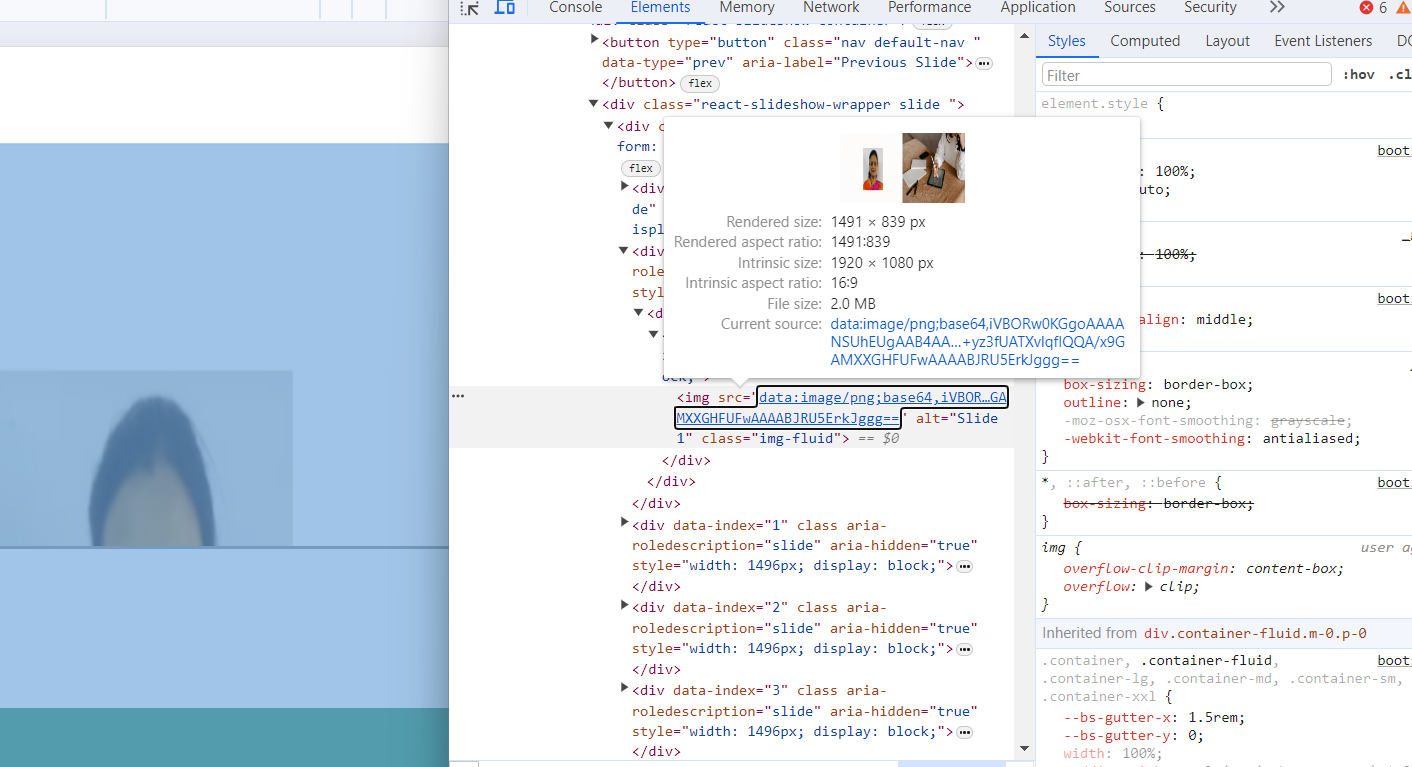 Console Elements Memory Network Performance Application Sources Security 6
<button type="button" class="nav default-nav "
data-type="prev" aria-label="Previous Slide">
</button> flex
<div class="react-slideshow-wrapper slide ">
<div c
form:
flex
<div
de"
ispl
<div
role
styl
<d
Rendered size: 1491 × 839 px
Rendered aspect ratio: 1491∶839
Intrinsic size: 1920 × 1080 px
Intrinsic aspect ratio: 16∶9
File size: 2.0 MB
Current source: data:image/png;base64,iVBORw0KGgoAAAA
NSUhEUgAAB4AA…+yz3fUATXvIqfIQQA/x9G
AMXXGHFUFwAAAABJRU5ErkJggg==
<img src="data:image/png;base64,iVBOR…GA
MXXGHFUFwAAAABJRU5ErkJggg==" alt="Slide
1" class="img-fluid"> == $0
</div>
</div>
</div>
<div data-index="1" class aria-
roledescription="slide" aria-hidden="true"
style="width: 1496px; display: block;">
</div>
<div data-index="2" class aria-
roledescription="slide" aria-hidden="true"
style="width: 1496px; display: block;">
</div>
<div data-index="3" class aria-
roledescription="slide" aria-hidden="true"
style="width: 1496px; display: block;">
</div>
Styles Computed Layout Event Listeners DO
Filter :hov .cl
element.style {
boot
: 100%;
uto;
: 100%;
boot
align: middle;
box-sizing: border-box;
outline: none;
-moz-osx-font-smoothing: grayscale;
-webkit-font-smoothing: antialiased;
}
*, ::after, ::before { boot
box-sizing: border-box;
}
img { user ag
overflow-clip-margin: content-box;
overflow: clip;
}
Inherited from div.container-fluid.m-0.p-0
.container, .container-fluid, boot
.container-lg, .container-md, .container-sm,
.container-xxl {
--bs-gutter-x: 1.5rem;
--bs-gutter-y: 0;
width: 100%;